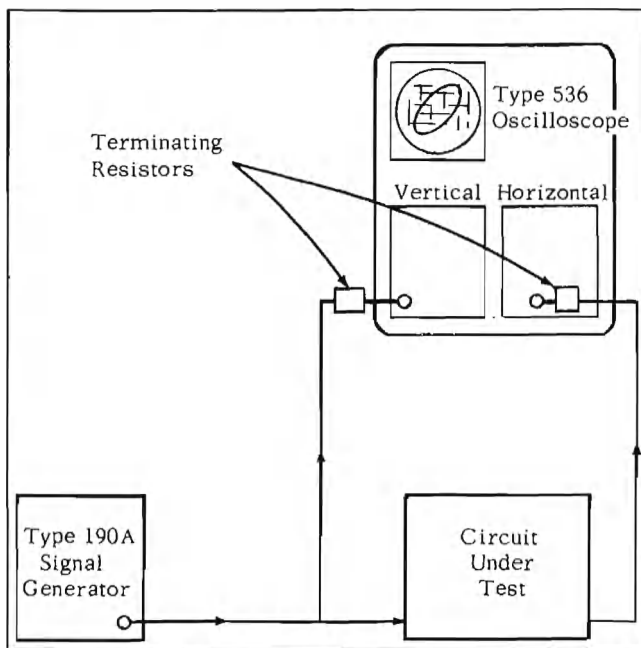 Type 536
Oscilloscope
Terminating
Resistors
Vertical
Horizontal
Type 190A
Signal
Generator
Circuit
Under
Test